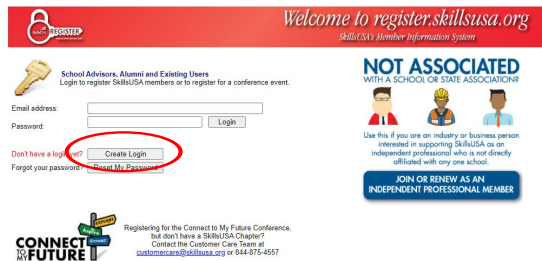 REGISTER
Welcome to register.skillsusa.org
SkillsUSA's Member Information System
School Advisors, Alumni and Existing Users
Login to register SkillsUSA members or to register for a conference event.
Email address:
Password:
Login
Don't have a login yet?
Create Login
Forgot your password?
Reset My Password
NOT ASSOCIATED
WITH A SCHOOL OR STATE ASSOCIATION?
Use this if you are an industry or business person
interested in supporting SkillsUSA as an
independent professional who is not directly
affiliated with any one school.
JOIN OR RENEW AS AN
INDEPENDENT PROFESSIONAL MEMBER
CONNECT
TO MY FUTURE
Registering for the Connect to My Future Conference,
but don't have a SkillsUSA Chapter?
Contact the Customer Care Team at
customercare@skillsusa.org or 844-875-4557